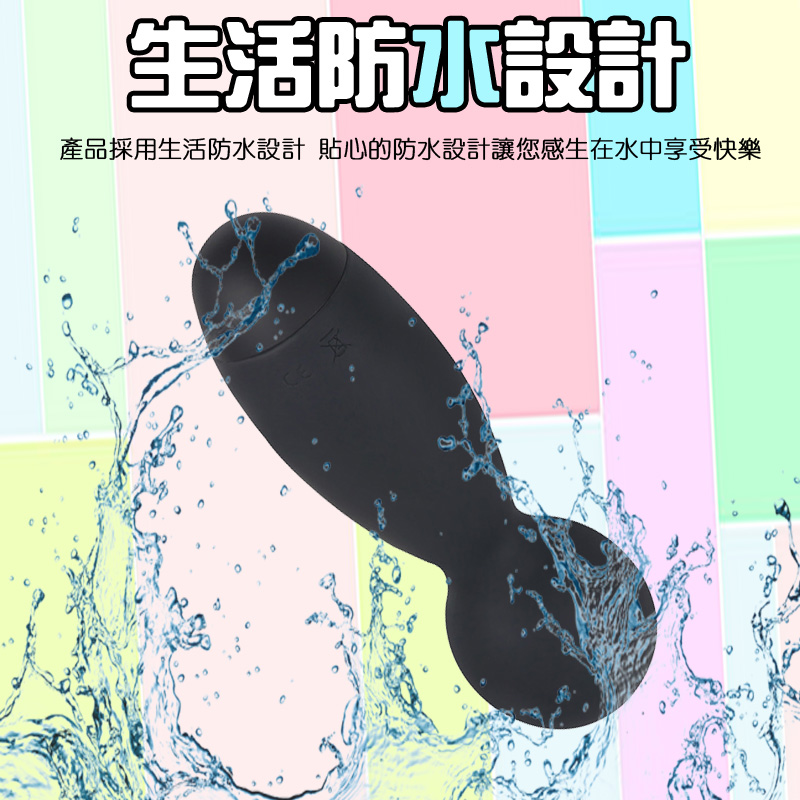 生活防水設計
產品採用生活防水設計 貼心的防水設計讓您感生在水中享受快樂
CE